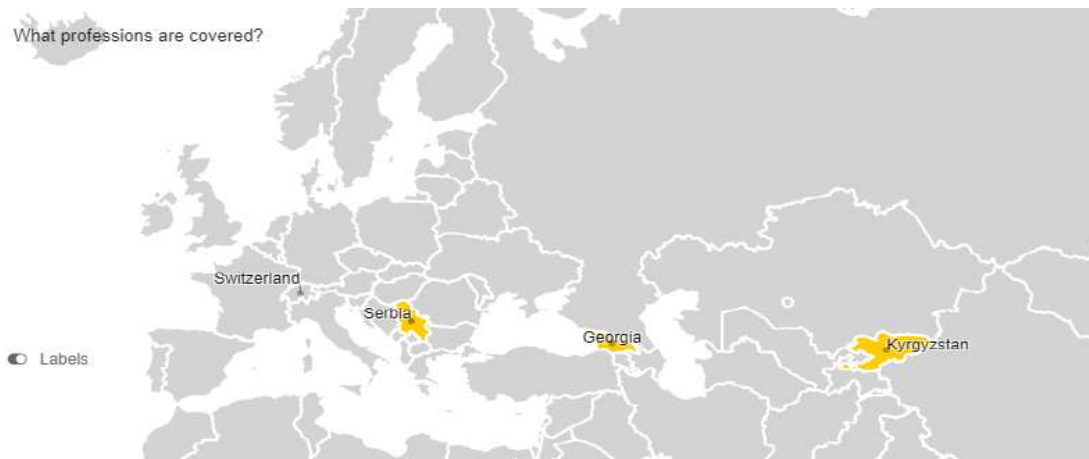 What professions are covered?
Switzerland
Serbia
Georgia
Kyrgyzstan
Labels